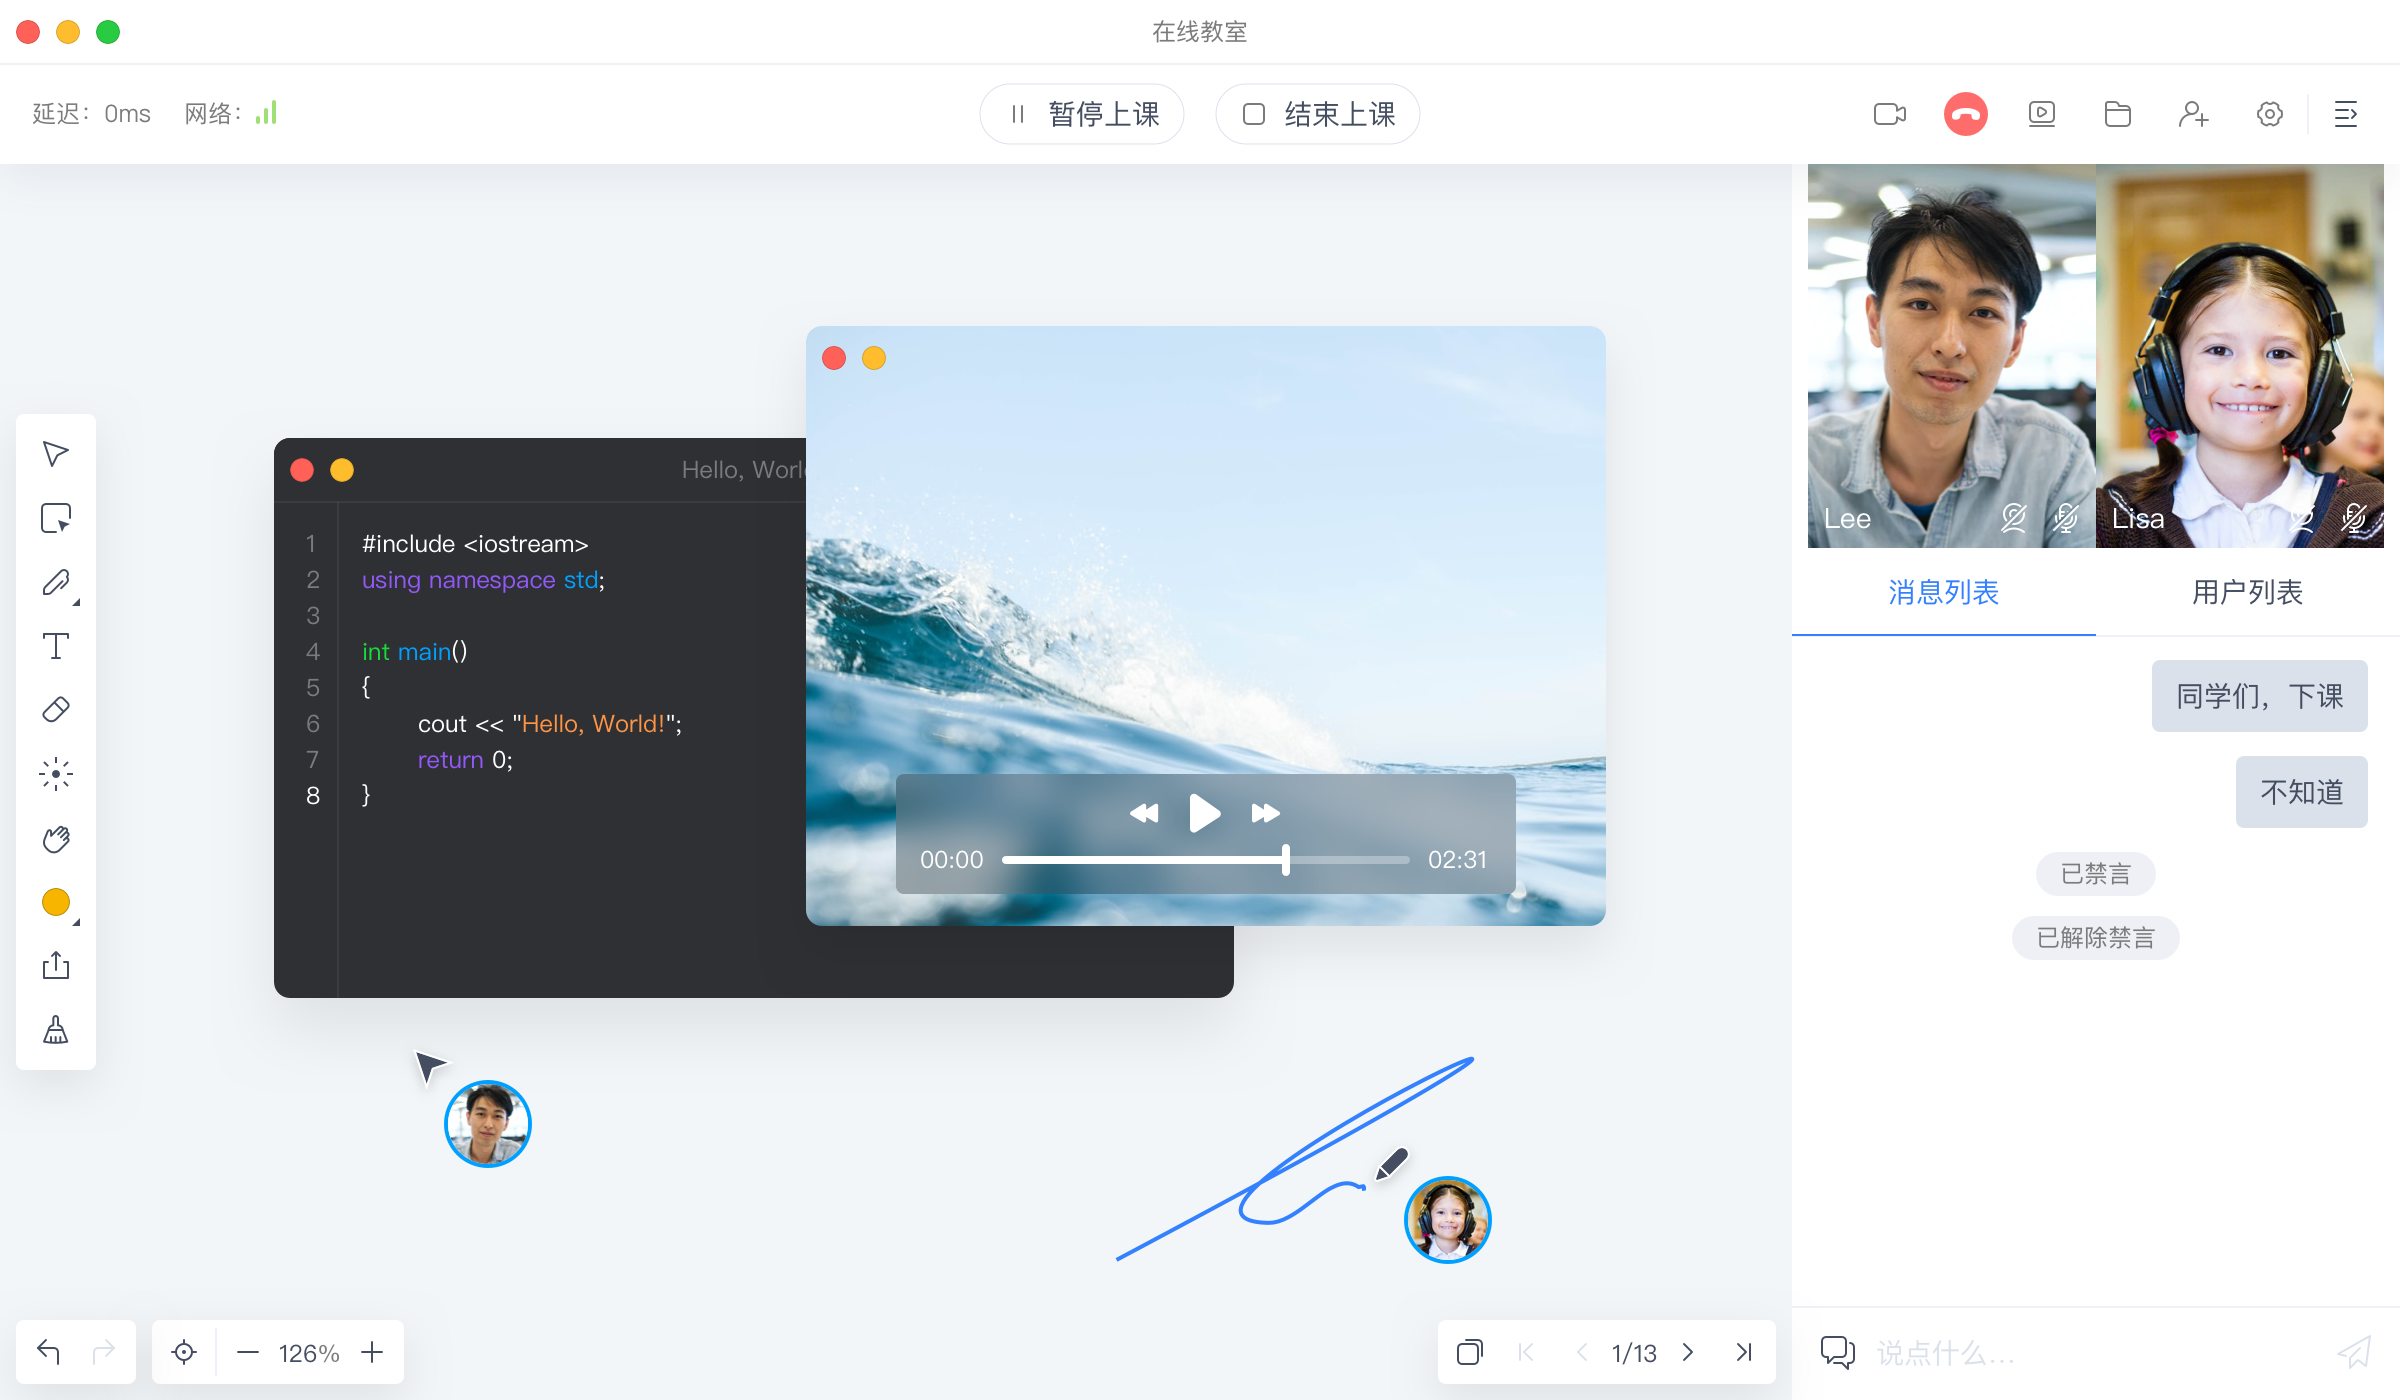 在线教室
延迟：0ms 网络：
暂停上课 结束上课
Lee
Lisa
Hello, Worl
1 #include <iostream>
2 using namespace std;
3
4 int main()
5 {
6 cout << "Hello, World!";
7 return 0;
8 }
00:00 02:31
消息列表 用户列表
同学们，下课
不知道
已禁言
已解除禁言
126%
1/13
说点什么...